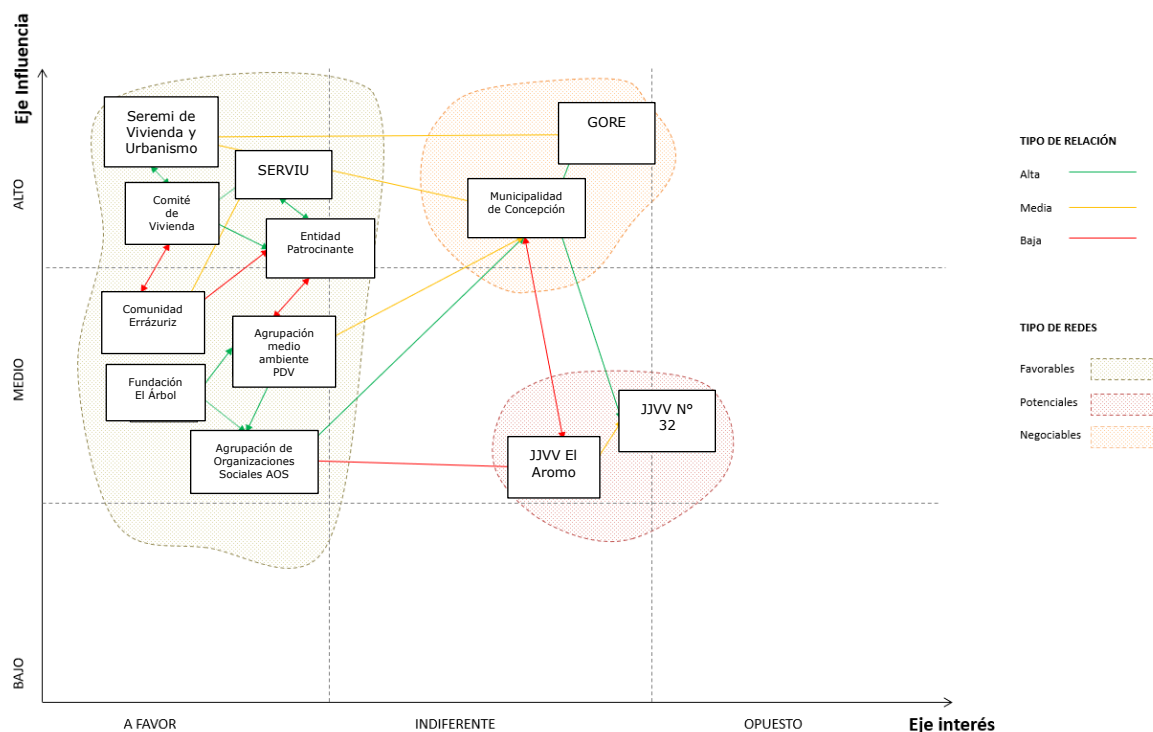 Eje Influencia
ALTO
MEDIO
BAJO
Seremi de
Vivienda y
Urbanismo
SERVIU
Comité
de
Vivienda
Entidad
Patrocinante
Comunidad
Errázuriz
Agrupación
medio
ambiente
PDV
Fundación
El Árbol
Agrupación de
Organizaciones
Sociales AOS
GORE
Municipalidad
de Concepción
JJVV N°
32
JJVV El
Aromo
A FAVOR
INDIFERENTE
OPUESTO
Eje interés
TIPO DE RELACIÓN
Alta
Media
Baja
TIPO DE REDES
Favorables
Potenciales
Negociables